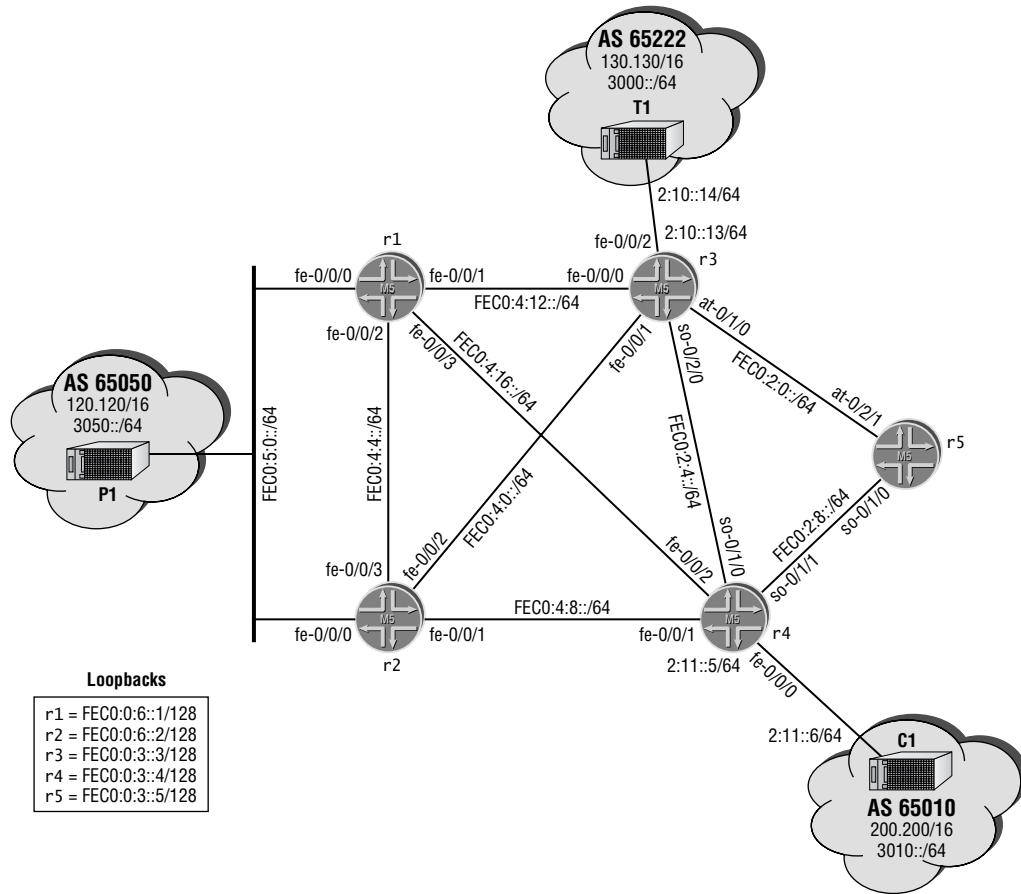 AS 65222
130.130/16
3000::/64
T1
2:10::14/64
2:10::13/64
fe-0/0/2
r1
r3
fe-0/0/0
fe-0/0/1
fe-0/0/0
M5
M5
FEC0:4:12::/64
at-0/1/0
fe-0/0/2
fe-0/0/3
fe-0/0/1
so-0/2/0
FEC0:2:0::/64
FEC0:4:16::/64
at-0/2/1
AS 65050
120.120/16
3050::/64
P1
FEC0:5:0::/64
FEC0:4:4::/64
FEC0:4:0::/64
FEC0:2:4::/64
r5
M5
FEC0:2:8::/64
so-0/1/0
fe-0/0/2
fe-0/0/2
so-0/1/0
so-0/1/1
fe-0/0/3
FEC0:4:8::/64
M5
M5
fe-0/0/0
fe-0/0/1
fe-0/0/1
r4
r2
2:11::5/64
fe-0/0/0
Loopbacks
r1 = FEC0:0:6::1/128
r2 = FEC0:0:6::2/128
r3 = FEC0:0:3::3/128
r4 = FEC0:0:3::4/128
r5 = FEC0:0:3::5/128
2:11::6/64
C1
AS 65010
200.200/16
3010::/64